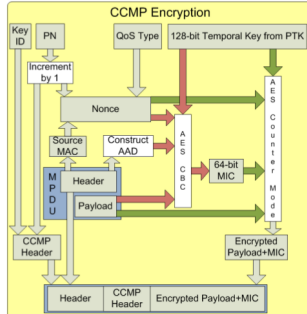 CCMP Encryption
Key
ID
PN
QoS Type
128-bit Temporal Key from PTK
Increment
by 1
Nonce
Source
MAC
Construct
AAD
AES CBC
AES Counter Mode
64-bit
MIC
MPDU
Header
Payload
CCMP
Header
Encrypted
Payload+MIC
Header
CCMP
Header
Encrypted Payload+MIC